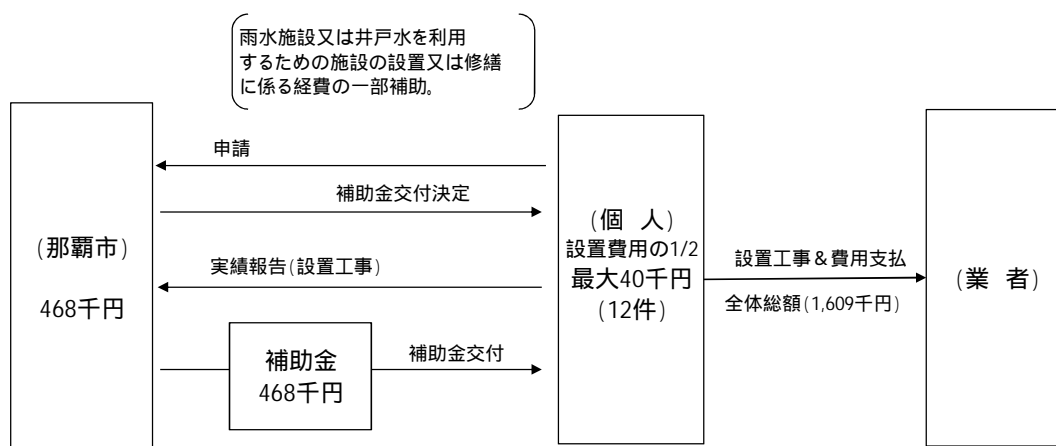 雨水施設又は井戸水を利用
するための施設の設置又は修繕
に係る経費の一部補助。
申請
補助金交付決定
(那覇市)
468千円
実績報告(設置工事)
補助金
468千円
補助金交付
(個 人)
設置費用の1/2
最大40千円
(12件)
設置工事&費用支払
全体総額(1,609千円)
(業 者)